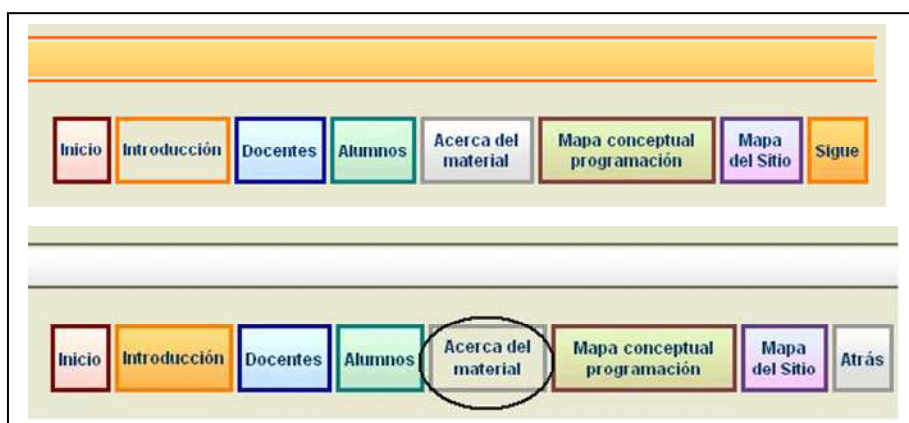 Inicio Introducción Docentes Alumnos Acerca del material Mapa conceptual programación Mapa del Sitio Sigue
Inicio Introducción Docentes Alumnos Acerca del material Mapa conceptual programación Mapa del Sitio Atrás